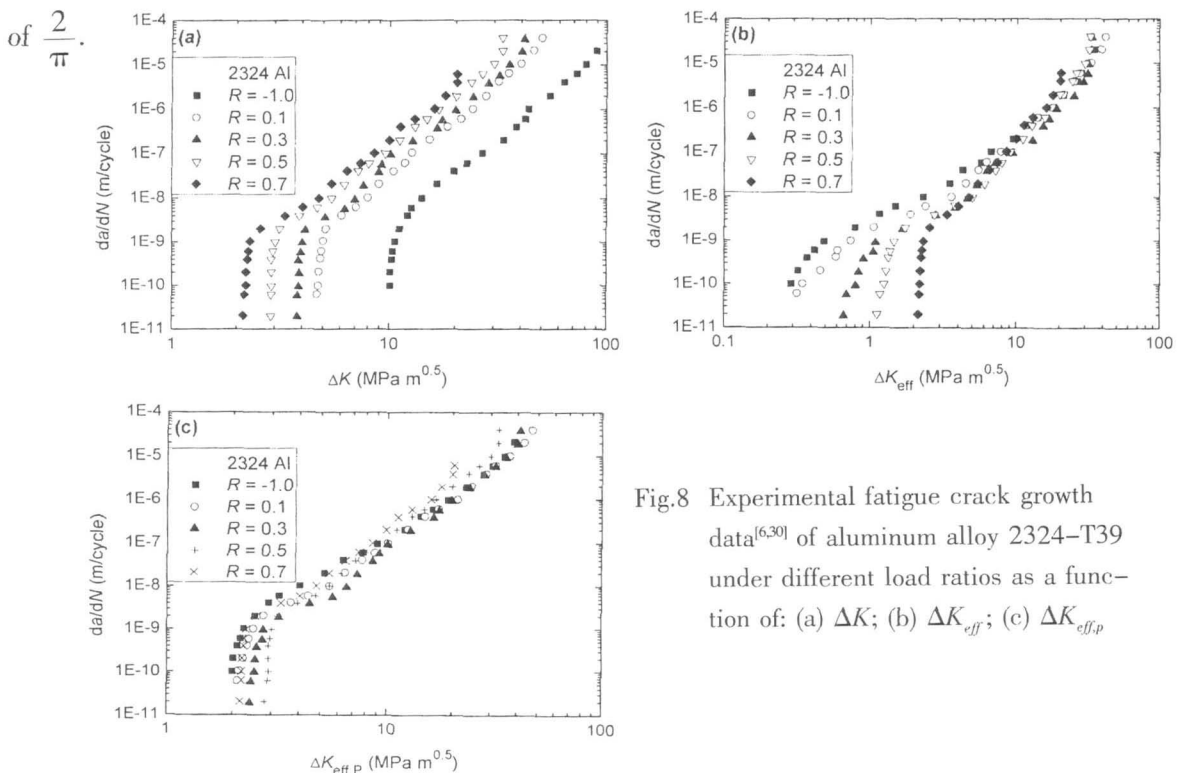 of 2/π.
(a)
2324 Al
R = -1.0
R = 0.1
R = 0.3
R = 0.5
R = 0.7
da/dN (m/cycle)
1E-4
1E-5
1E-6
1E-7
1E-8
1E-9
1E-10
1E-11
1
10
100
ΔK (MPa m^0.5)
(b)
2324 Al
R = -1.0
R = 0.1
R = 0.3
R = 0.5
R = 0.7
da/dN (m/cycle)
1E-4
1E-5
1E-6
1E-7
1E-8
1E-9
1E-10
1E-11
0.1
1
10
100
ΔK_eff (MPa m^0.5)
(c)
2324 Al
R = -1.0
R = 0.1
R = 0.3
R = 0.5
R = 0.7
da/dN (m/cycle)
1E-4
1E-5
1E-6
1E-7
1E-8
1E-9
1E-10
1E-11
1
10
100
ΔK_eff,P (MPa m^0.5)
Fig.8 Experimental fatigue crack growth
data[6,30] of aluminum alloy 2324–T39
under different load ratios as a func–
tion of: (a) ΔK; (b) ΔK_eff; (c) ΔK_eff,p